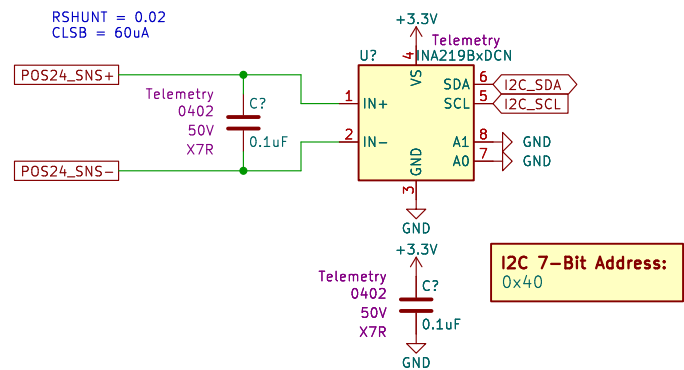 RSHUNT = 0.02
CLSB = 60uA
+3.3V
Telemetry
U?
INA219BxDCN
4
VS
POS24_SNS+
1
IN+
SDA
6
I2C_SDA
SCL
5
I2C_SCL
Telemetry
0402
50V
X7R
C?
0.1uF
2
IN-
A1
8
GND
A0
7
GND
POS24_SNS-
GND
3
GND
+3.3V
Telemetry
0402
50V
X7R
C?
0.1uF
GND
I2C 7-Bit Address:
0x40